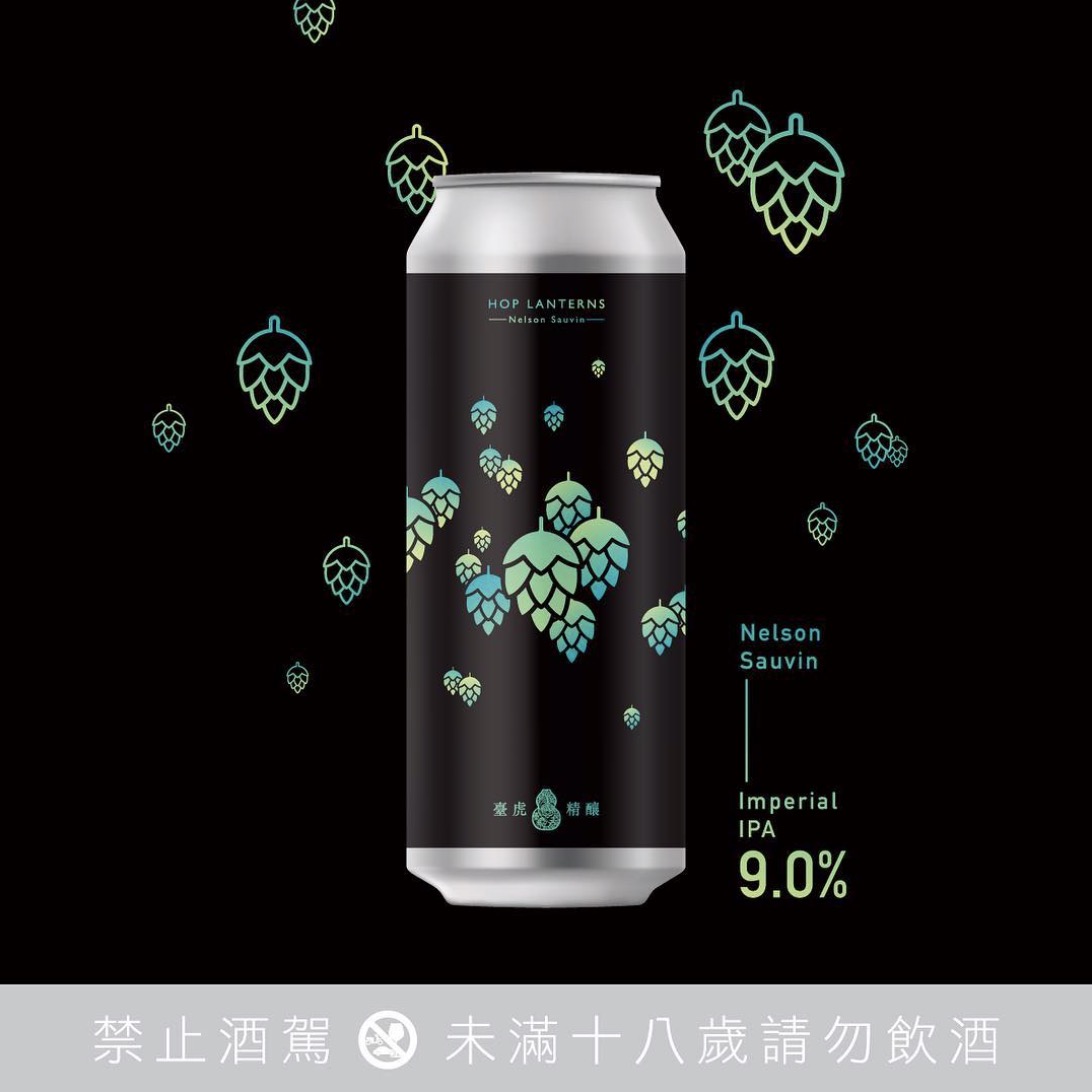 HOP LANTERNS
Nelson Sauvin
臺虎 精釀
Nelson
Sauvin
Imperial
IPA
9.0%
禁止酒駕 未滿十八歲請勿飲酒